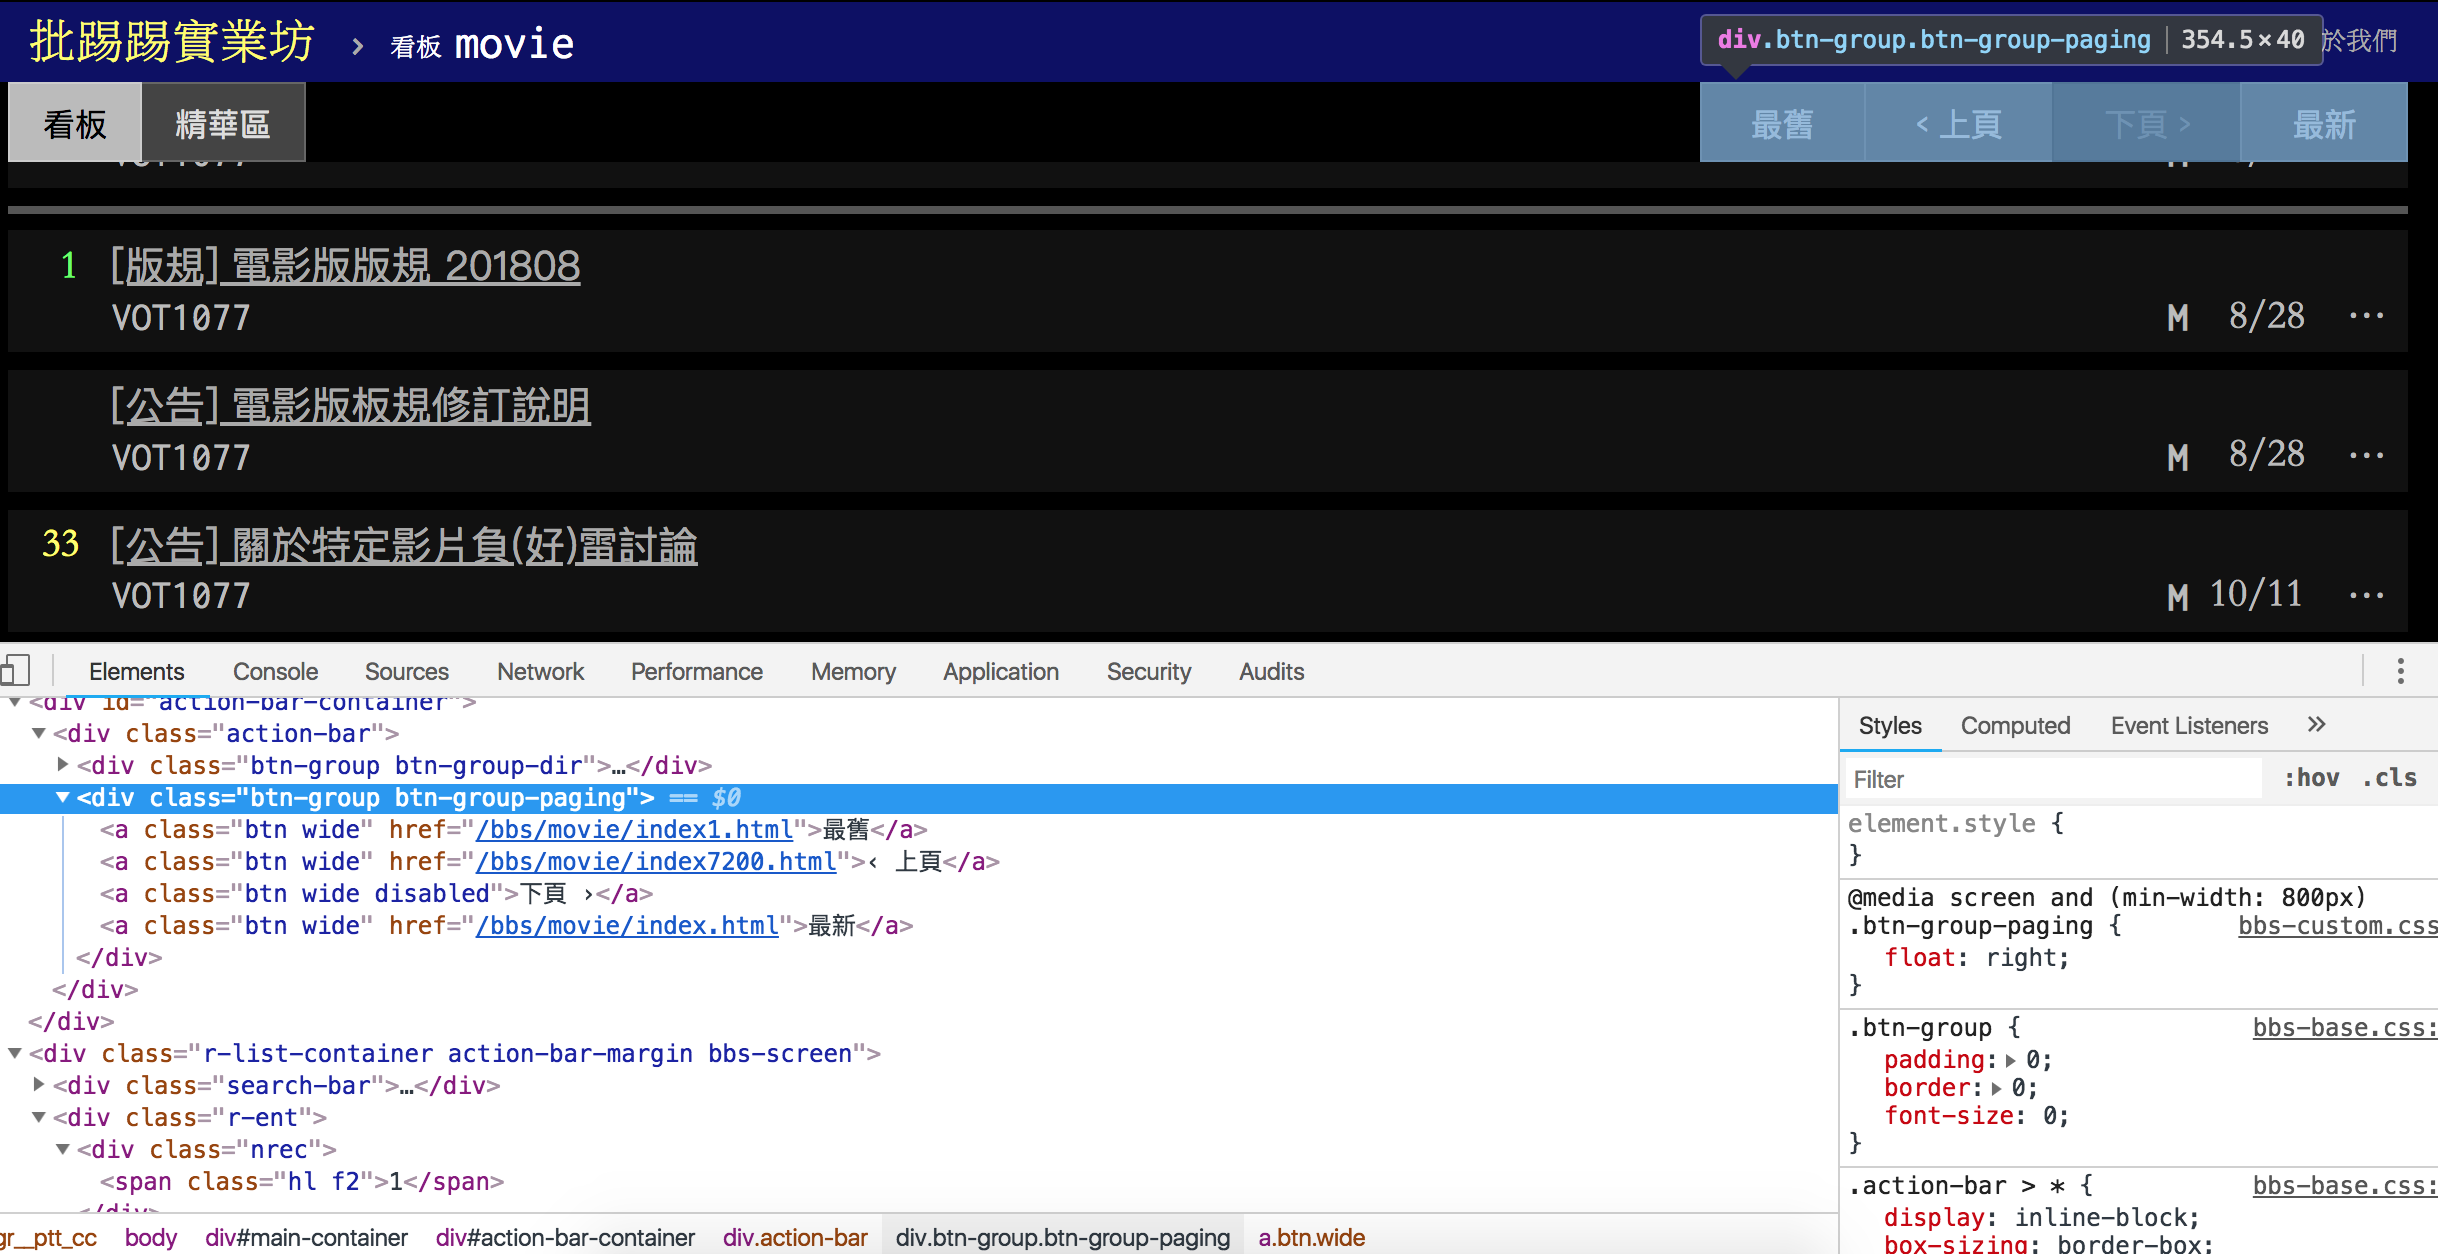 批踢踢實業坊 › 看板 movie
div.btn-group.btn-group-paging | 354.5×40
於我們
看板 精華區
最舊 ‹ 上頁 下頁 › 最新
1 [版規] 電影版版規 201808
VOT1077
M 8/28 ⋯
[公告] 電影版板規修訂說明
VOT1077
M 8/28 ⋯
33 [公告] 關於特定影片負(好)雷討論
VOT1077
M 10/11 ⋯
Elements Console Sources Network Performance Memory Application Security Audits
<div id="action-bar-container">
<div class="action-bar">
<div class="btn-group btn-group-dir">…</div>
<div class="btn-group btn-group-paging"> == $0
<a class="btn wide" href="/bbs/movie/index1.html">最舊</a>
<a class="btn wide" href="/bbs/movie/index7200.html">‹ 上頁</a>
<a class="btn wide disabled">下頁 ›</a>
<a class="btn wide" href="/bbs/movie/index.html">最新</a>
</div>
</div>
</div>
<div class="r-list-container action-bar-margin bbs-screen">
<div class="search-bar">…</div>
<div class="r-ent">
<div class="nrec">
<span class="hl f2">1</span>
</div>
gr__ptt_cc body div#main-container div#action-bar-container div.action-bar div.btn-group.btn-group-paging a.btn.wide
Styles Computed Event Listeners »
Filter :hov .cls
element.style {
}
@media screen and (min-width: 800px)
.btn-group-paging { bbs-custom.css
float: right;
}
.btn-group { bbs-base.css:
padding: 0;
border: 0;
font-size: 0;
}
.action-bar > * { bbs-base.css:
display: inline-block;
box-sizing: border-box;